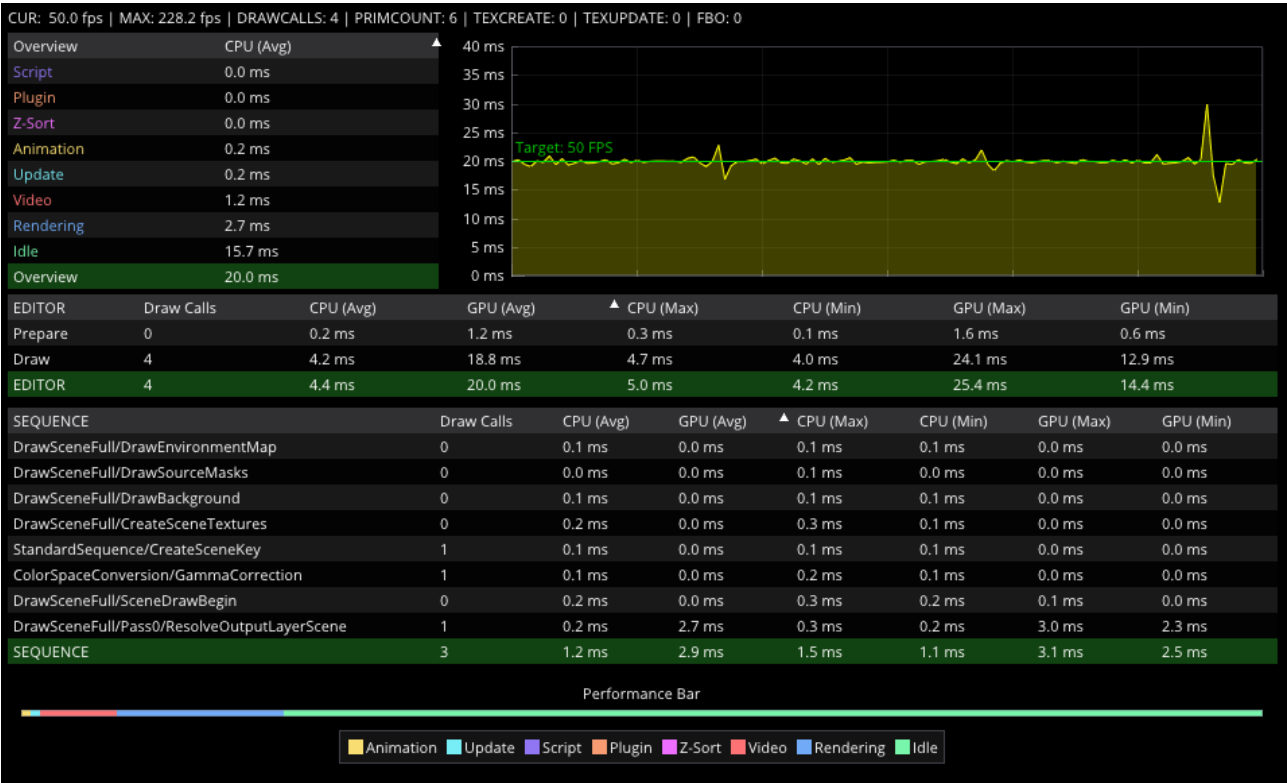 CUR: 50.0 fps | MAX: 228.2 fps | DRAWCALLS: 4 | PRIMCOUNT: 6 | TEXCREATE: 0 | TEXUPDATE: 0 | FBO: 0
Overview CPU (Avg)
Script 0.0 ms
Plugin 0.0 ms
Z-Sort 0.0 ms
Animation 0.2 ms
Update 0.2 ms
Video 1.2 ms
Rendering 2.7 ms
Idle 15.7 ms
Overview 20.0 ms
40 ms
35 ms
30 ms
25 ms
Target: 50 FPS
20 ms
15 ms
10 ms
5 ms
0 ms
EDITOR Draw Calls CPU (Avg) GPU (Avg) CPU (Max) CPU (Min) GPU (Max) GPU (Min)
Prepare 0 0.2 ms 1.2 ms 0.3 ms 0.1 ms 1.6 ms 0.6 ms
Draw 4 4.2 ms 18.8 ms 4.7 ms 4.0 ms 24.1 ms 12.9 ms
EDITOR 4 4.4 ms 20.0 ms 5.0 ms 4.2 ms 25.4 ms 14.4 ms
SEQUENCE Draw Calls CPU (Avg) GPU (Avg) CPU (Max) CPU (Min) GPU (Max) GPU (Min)
DrawSceneFull/DrawEnvironmentMap 0 0.1 ms 0.0 ms 0.1 ms 0.1 ms 0.0 ms 0.0 ms
DrawSceneFull/DrawSourceMasks 0 0.0 ms 0.0 ms 0.1 ms 0.0 ms 0.0 ms 0.0 ms
DrawSceneFull/DrawBackground 0 0.1 ms 0.0 ms 0.1 ms 0.1 ms 0.0 ms 0.0 ms
DrawSceneFull/CreateSceneTextures 0 0.2 ms 0.0 ms 0.3 ms 0.1 ms 0.0 ms 0.0 ms
StandardSequence/CreateSceneKey 1 0.1 ms 0.0 ms 0.1 ms 0.1 ms 0.0 ms 0.0 ms
ColorSpaceConversion/GammaCorrection 1 0.1 ms 0.0 ms 0.2 ms 0.1 ms 0.0 ms 0.0 ms
DrawSceneFull/SceneDrawBegin 0 0.2 ms 0.0 ms 0.3 ms 0.2 ms 0.1 ms 0.0 ms
DrawSceneFull/Pass0/ResolveOutputLayerScene 1 0.2 ms 2.7 ms 0.3 ms 0.2 ms 3.0 ms 2.3 ms
SEQUENCE 3 1.2 ms 2.9 ms 1.5 ms 1.1 ms 3.1 ms 2.5 ms
Performance Bar
Animation Update Script Plugin Z-Sort Video Rendering Idle